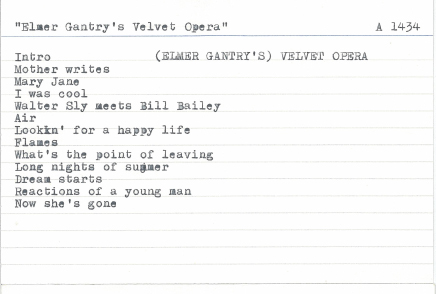 "Elmer Gantry's Velvet Opera" A 1434
Intro (ELMER GANTRY'S) VELVET OPERA
Mother writes
Mary Jane
I was cool
Walter Sly meets Bill Bailey
Air
Lookin' for a happy life
Flames
What's the point of leaving
Long nights of summer
Dream starts
Reactions of a young man
Now she's gone